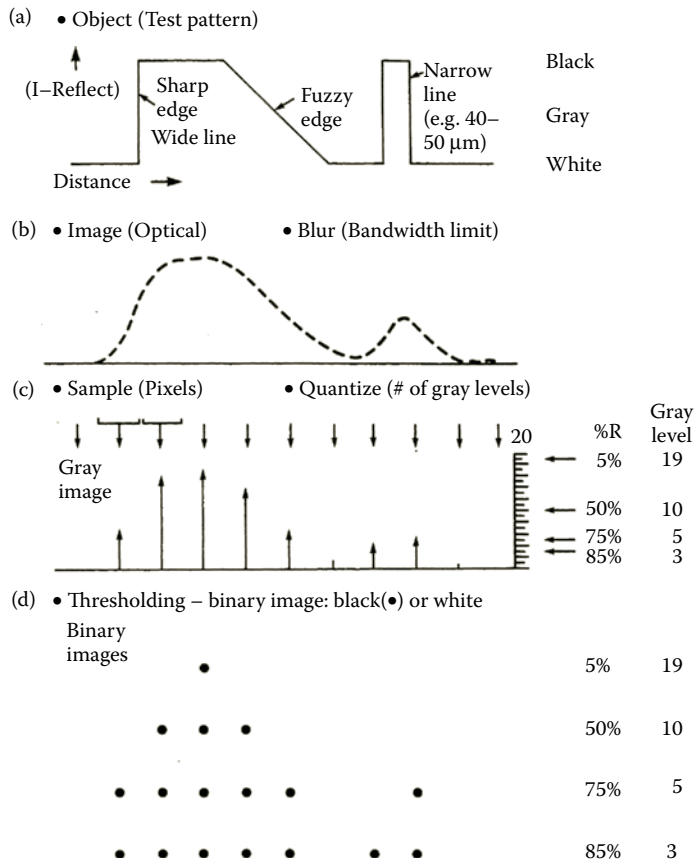 (a) • Object (Test pattern)
(I–Reflect)
Sharp
edge
Wide line
Fuzzy
edge
Narrow
line
(e.g. 40–
50 µm)
Black
Gray
White
Distance
(b) • Image (Optical) • Blur (Bandwidth limit)
(c) • Sample (Pixels) • Quantize (# of gray levels)
Gray
image
20
%R
Gray
level
5% 19
50% 10
75% 5
85% 3
(d) • Thresholding – binary image: black(•) or white
Binary
images
5% 19
50% 10
75% 5
85% 3